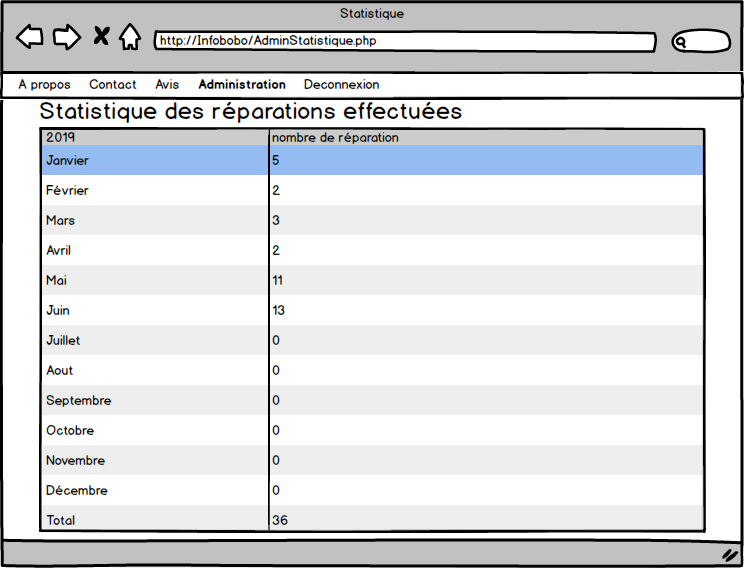 Statistique
http://Infobobo/AdminStatistique.php
A propos Contact Avis Administration Deconnexion
Statistique des réparations effectuées
2019 nombre de réparation
Janvier 5
Février 2
Mars 3
Avril 2
Mai 11
Juin 13
Juillet 0
Aout 0
Septembre 0
Octobre 0
Novembre 0
Décembre 0
Total 36